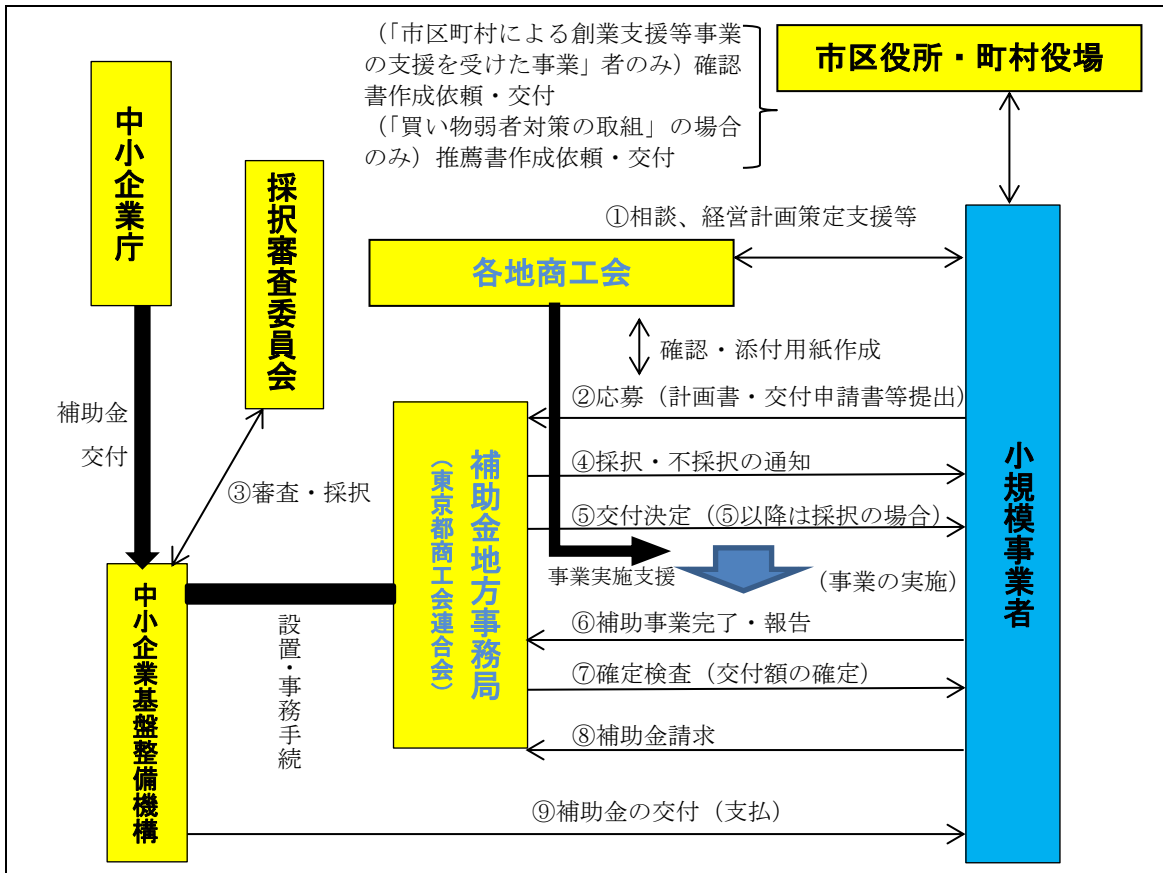 （「市区町村による創業支援等事業
の支援を受けた事業」者のみ）確認
書作成依頼・交付
（「買い物弱者対策の取組」の場合
のみ）推薦書作成依頼・交付
市区役所・町村役場
中小企業庁
採択審査委員会
①相談、経営計画策定支援等
各地商工会
確認・添付用紙作成
補助金
交付
②応募（計画書・交付申請書等提出）
③審査・採択
補助金地方事務局
（東京都商工会連合会）
④採択・不採択の通知
⑤交付決定（⑤以降は採択の場合）
事業実施支援
（事業の実施）
小規模事業者
中小企業基盤整備機構
設置・事務手続
⑥補助事業完了・報告
⑦確定検査（交付額の確定）
⑧補助金請求
⑨補助金の交付（支払）